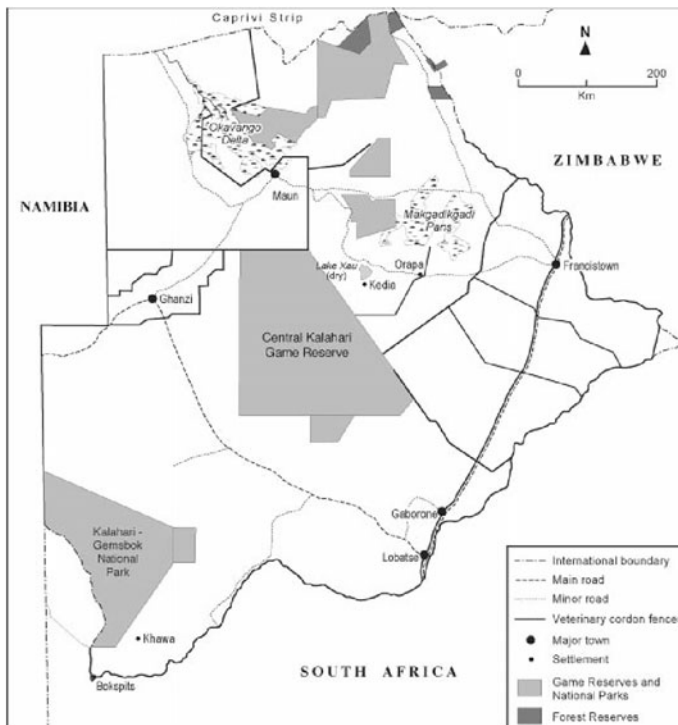 Caprivi Strip
N
0
200
Km
Okavango
Delta
ZIMBABWE
Maun
NAMIBIA
Makgadikgadi
Pans
Lake Xau
(dry)
Orapa
Kedia
Francistown
Ghanzi
Central Kalahari
Game Reserve
Gaborone
Lobatse
Kalahari -
Gemsbok
National
Park
Khawa
Bokspits
SOUTH AFRICA
International boundary
Main road
Minor road
Veterinary cordon fence
Major town
Settlement
Game Reserves and
National Parks
Forest Reserves